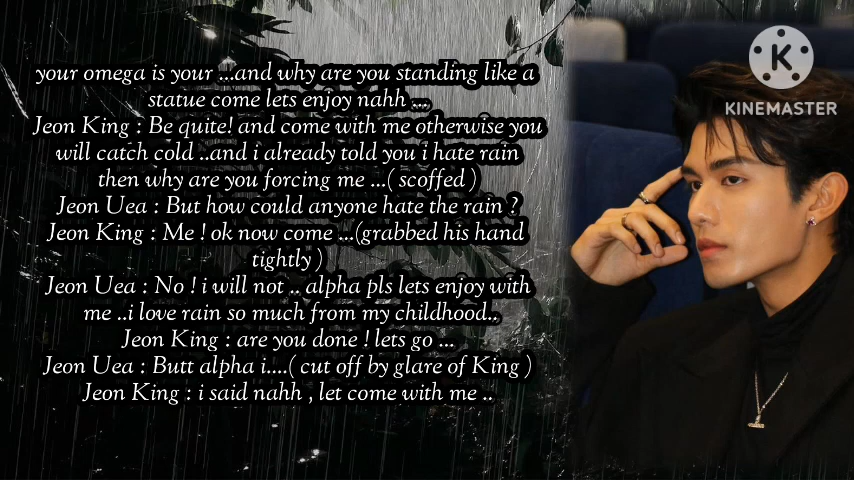 your omega is your ...and why are you standing like a
statue come lets enjoy nahh ....
Jeon King : Be quite! and come with me otherwise you
will catch cold ..and i already told you i hate rain
then why are you forcing me ...( scoffed )
Jeon Uea : But how could anyone hate the rain ?
Jeon King : Me ! ok now come ...(grabbed his hand
tightly )
Jeon Uea : No ! i will not .. alpha pls lets enjoy with
me ..i love rain so much from my childhood..
Jeon King : are you done ! lets go ...
Jeon Uea : Butt alpha i....( cut off by glare of King )
Jeon King : i said nahh , let come with me ..
K
KINEMASTER